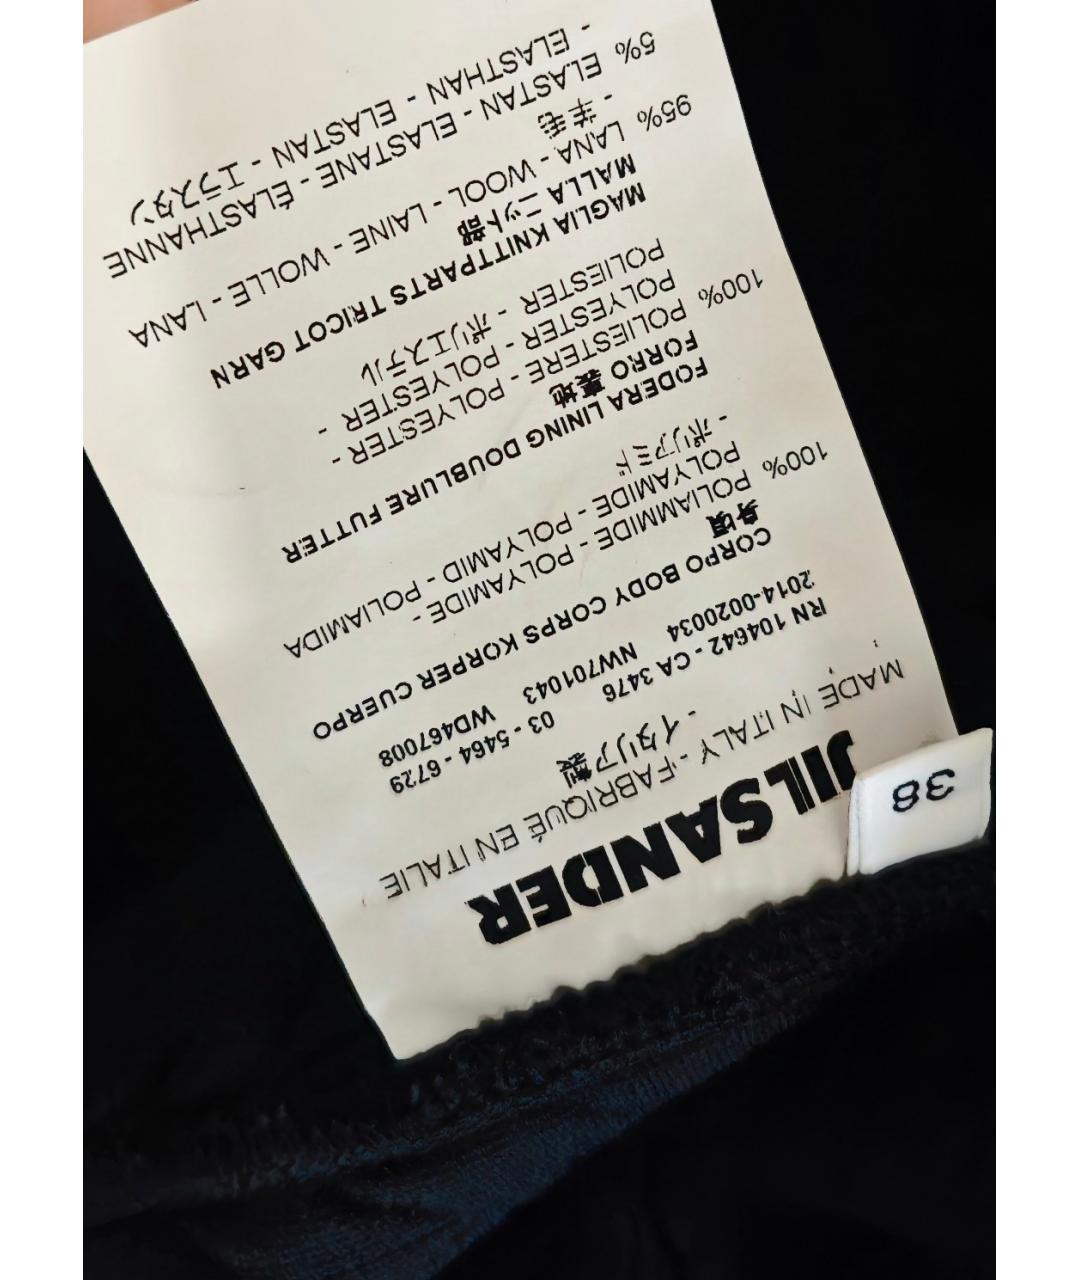 JIL SANDER
38
MADE IN ITALY - FABRIQUÉ EN ITALIE
- イタリア製
RN 104642 - CA 3476 03 - 5464 - 6729
2014-0020034 NW701043 WD467008
CORPO BODY CORPS KORPER CUERPO
身頃
100% POLIAMMIDE - POLYAMIDE -
POLYAMIDE - POLYAMID - POLIAMIDA
- ポリアミド
FODERA LINING DOUBLURE FUTTER
FORRO 裏地
100% POLIESTERE - POLYESTER -
POLYESTER - POLYESTER -
POLIESTER - ポリエステル
MAGLIA KNITTPARTS TRICOT GARN
MALLA ニット部
95% LANA - WOOL - LAINE - WOLLE - LANA
- 羊毛
5% ELASTAN - ELASTANE - ÉLASTHANNE
- ELASTHAN - ELASTAN - エラスタン